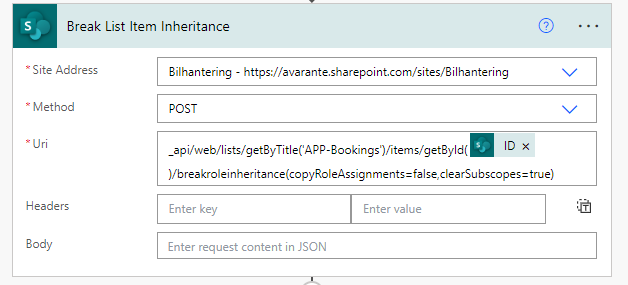 Break List Item Inheritance
* Site Address
Bilhantering - https://avarante.sharepoint.com/sites/Bilhantering
* Method
POST
* Uri
_api/web/lists/getByTitle('APP-Bookings')/items/getById( ID ×
)/breakroleinheritance(copyRoleAssignments=false,clearSubscopes=true)
Headers
Enter key
Enter value
Body
Enter request content in JSON